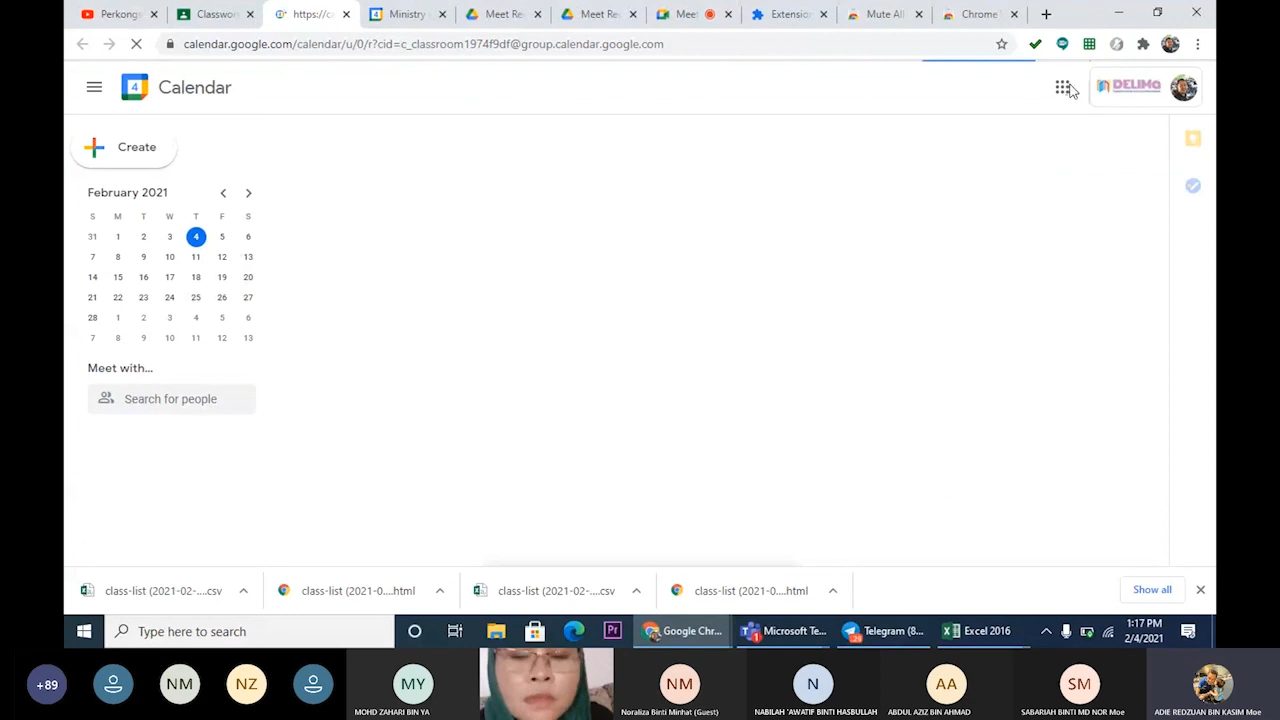 Perkong
Classwo
https://ca
Ministry
Meet Re
Meet Re
Meet
Extension
Mute All
Chrome
calendar.google.com/calendar/u/0/r?cid=c_classroom1974f9df@group.calendar.google.com
4 Calendar
DELIMa
Create
February 2021
S M T W T F S
31 1 2 3 4 5 6
7 8 9 10 11 12 13
14 15 16 17 18 19 20
21 22 23 24 25 26 27
28 1 2 3 4 5 6
7 8 9 10 11 12 13
Meet with...
Search for people
class-list (2021-02-....csv
class-list (2021-0....html
class-list (2021-02-....csv
class-list (2021-0....html
Show all
Type here to search
Pr
Google Chr...
Microsoft Te...
Telegram (8...
Excel 2016
1:17 PM
2/4/2021
+89
NM
NZ
MY
NM
N
AA
SM
MOHD ZAHARI BIN YA
Noraliza Binti Minhat (Guest)
NABILAH 'AWATIF BINTI HASBULLAH
ABDUL AZIZ BIN AHMAD
SABARIAH BINTI MD NOR Moe
ADIE REDZUAN BIN KASIM Moe